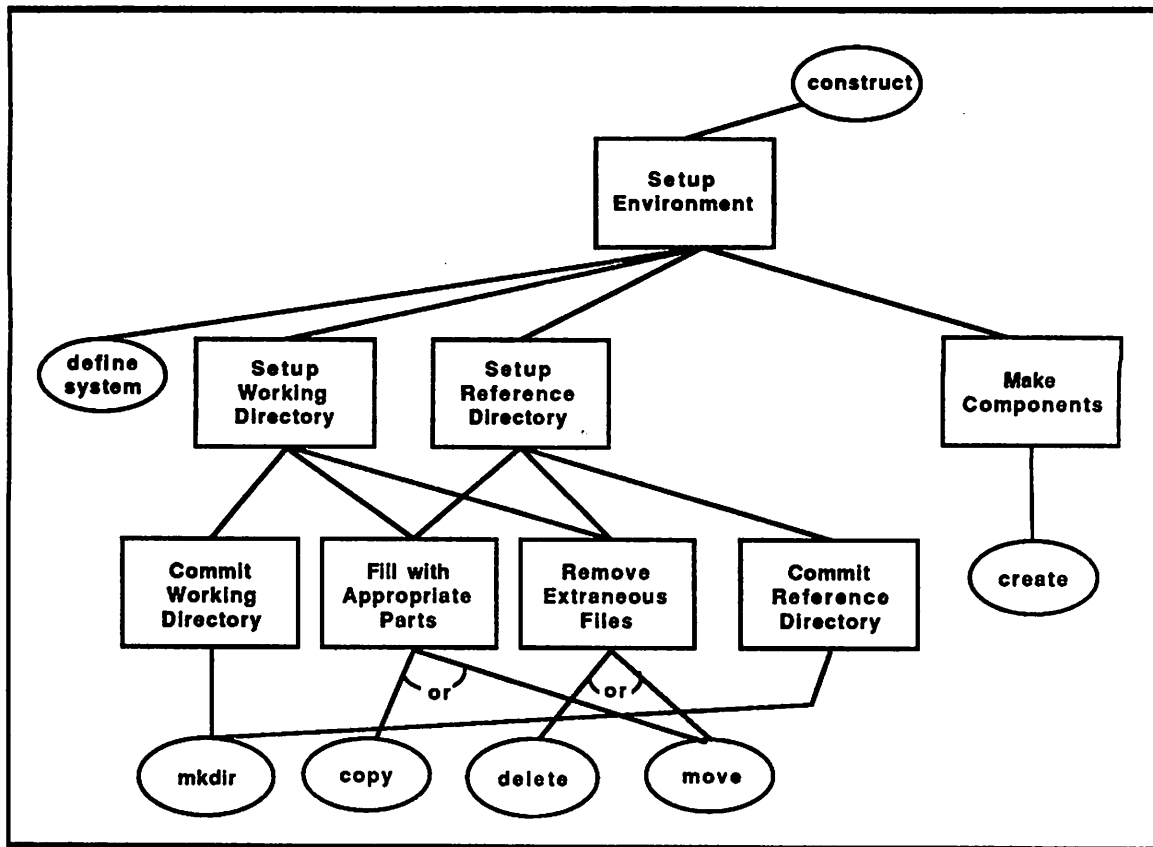 construct
Setup
Environment
define
system
Setup
Working
Directory
Setup
Reference
Directory
Make
Components
Commit
Working
Directory
Fill with
Appropriate
Parts
Remove
Extraneous
Files
Commit
Reference
Directory
create
or
or
mkdir
copy
delete
move